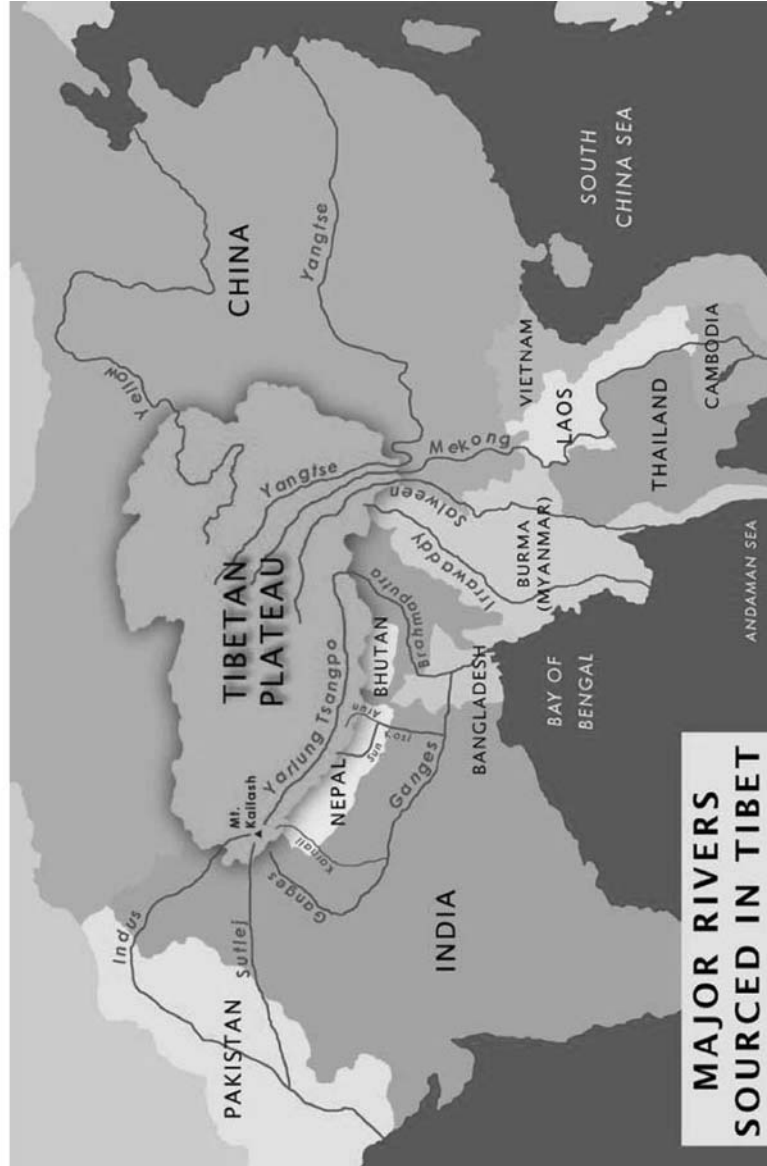 MAJOR RIVERS
SOURCED IN TIBET
TIBETAN
PLATEAU
CHINA
Yellow
Yangtse
Yangtse
Mekong
Salween
Irrawaddy
Brahmaputra
Yarlung Tsangpo
Mt.
Kailash
Indus
Sutlej
Ganges
Karnali
Ganges
Sun Cosi
Arun
PAKISTAN
INDIA
NEPAL
BHUTAN
BANGLADESH
BURMA
(MYANMAR)
VIETNAM
LAOS
THAILAND
CAMBODIA
BAY OF
BENGAL
ANDAMAN SEA
SOUTH
CHINA SEA